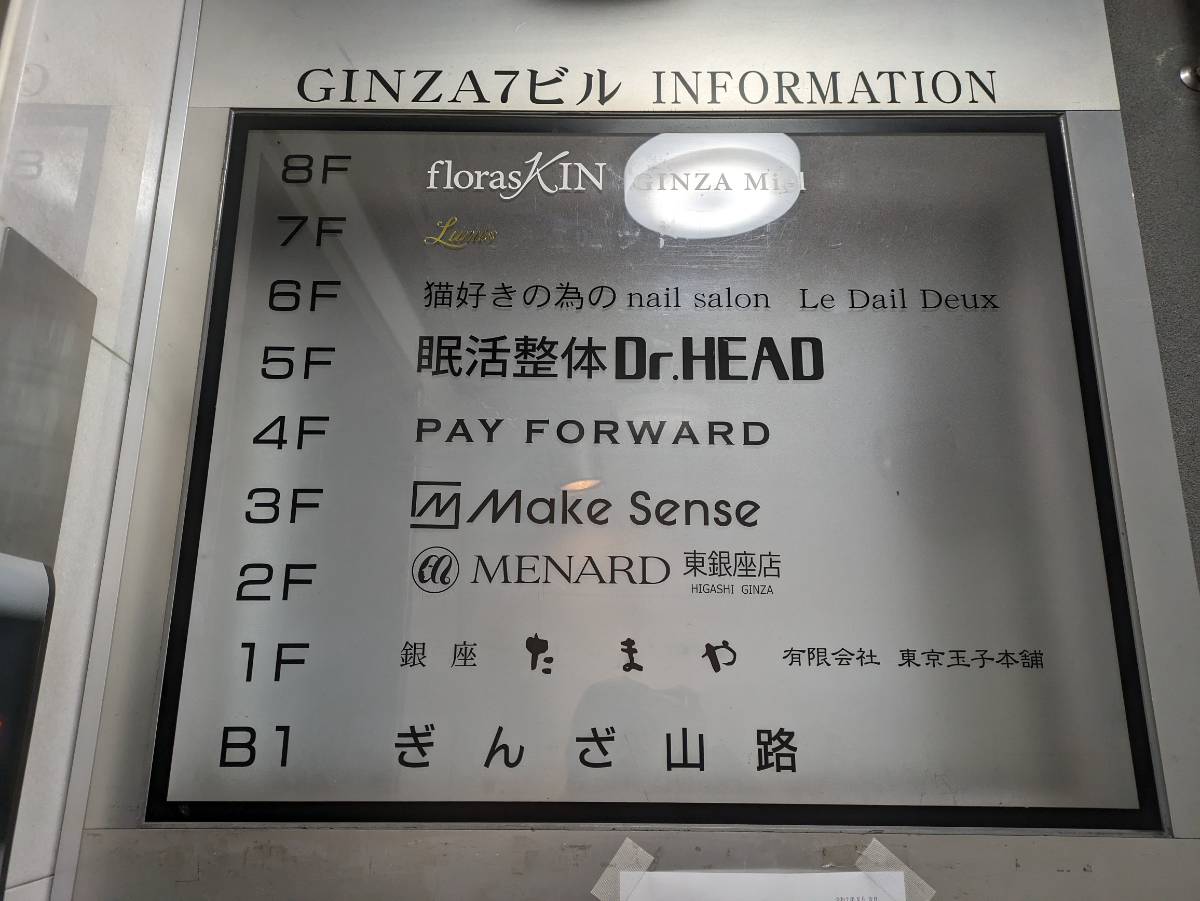 GINZA7ビル INFORMATION
8F floraSKIN GINZA
7F Lumis
6F 猫好きの為の nail salon Le Dail Deux
5F 眠活整体 Dr.HEAD
4F PAY FORWARD
3F Make Sense
2F MENARD 東銀座店
HIGASHI GINZA
1F 銀座 たまや 有限会社 東京玉子本舗
B1 ぎんざ山路